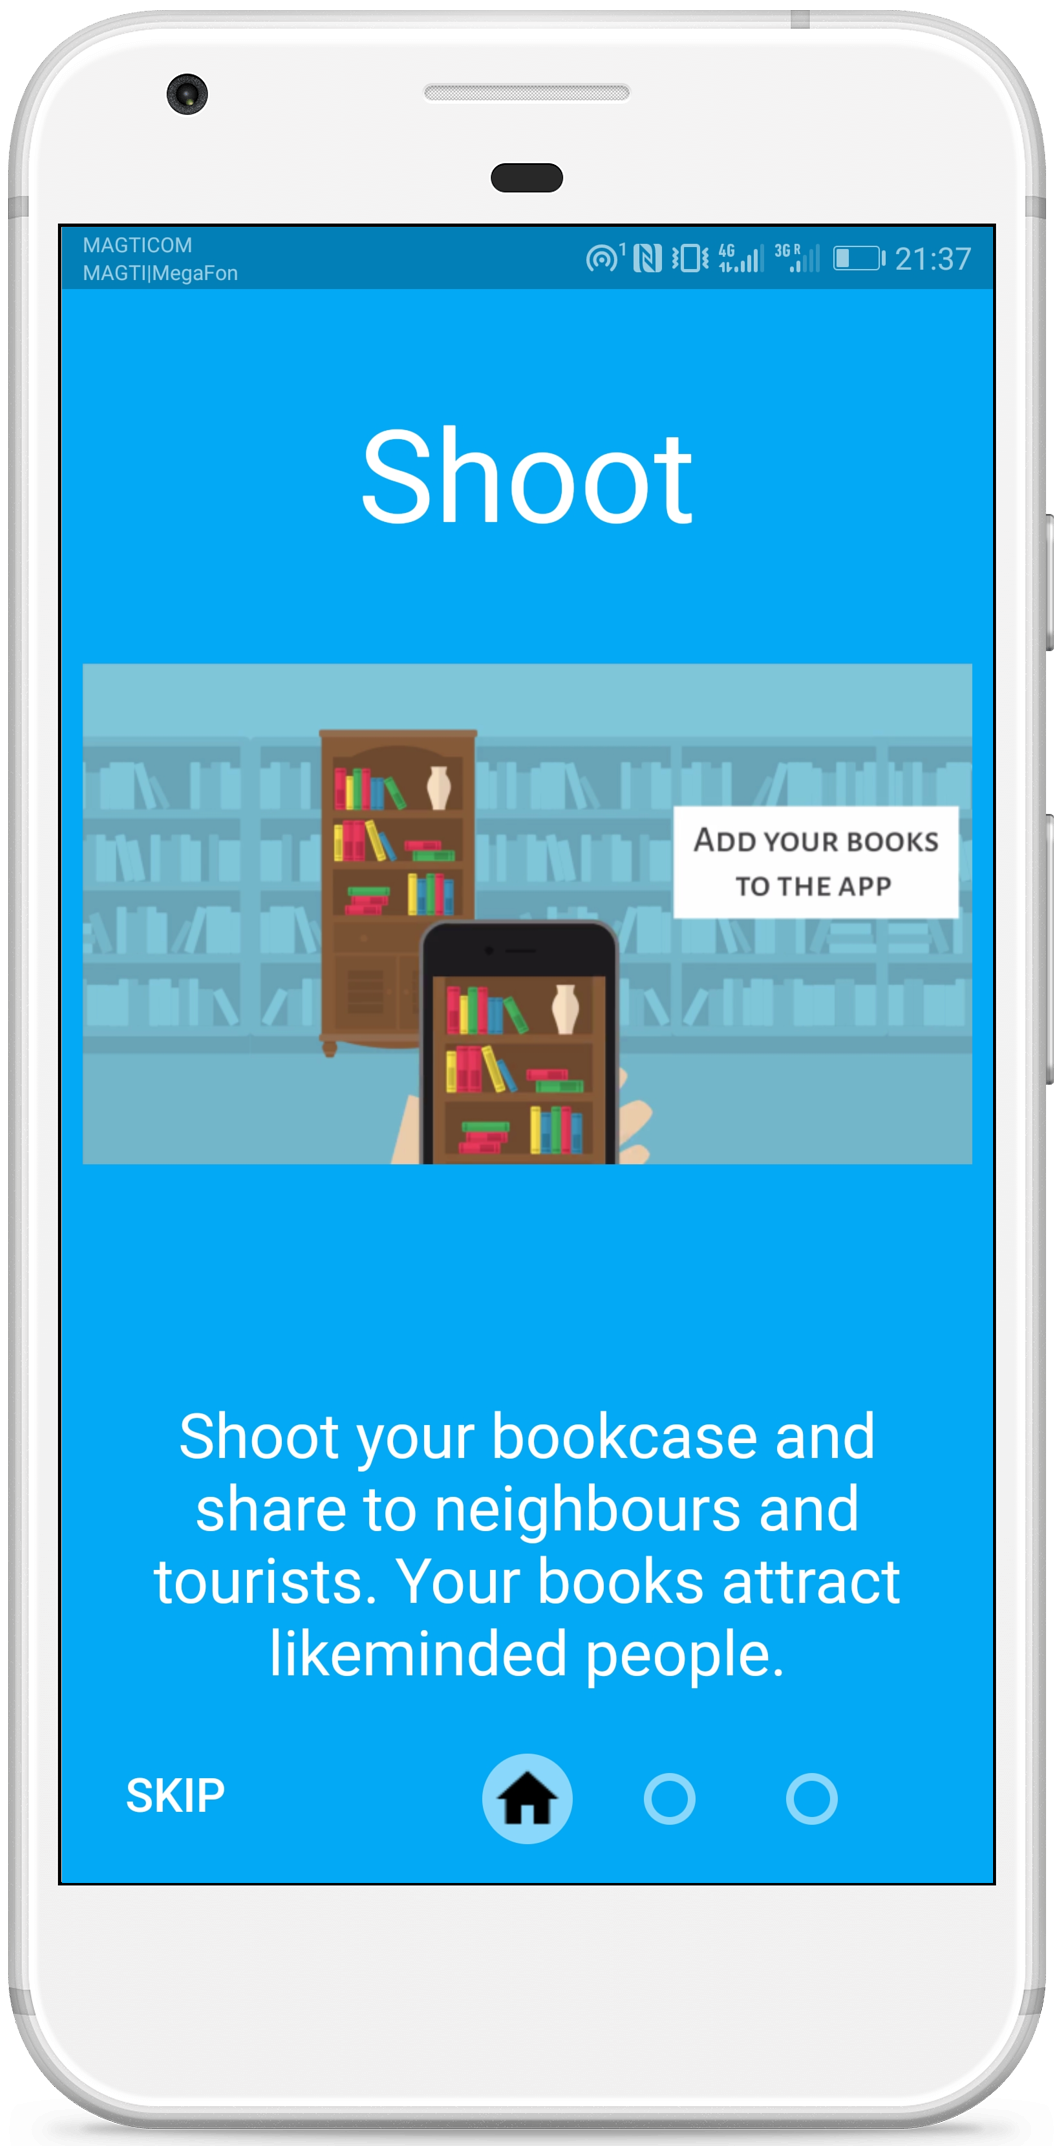 MAGTICOM
MAGTI|MegaFon
1 4G 3G R 21:37
Shoot
ADD YOUR BOOKS
TO THE APP
Shoot your bookcase and
share to neighbours and
tourists. Your books attract
likeminded people.
SKIP